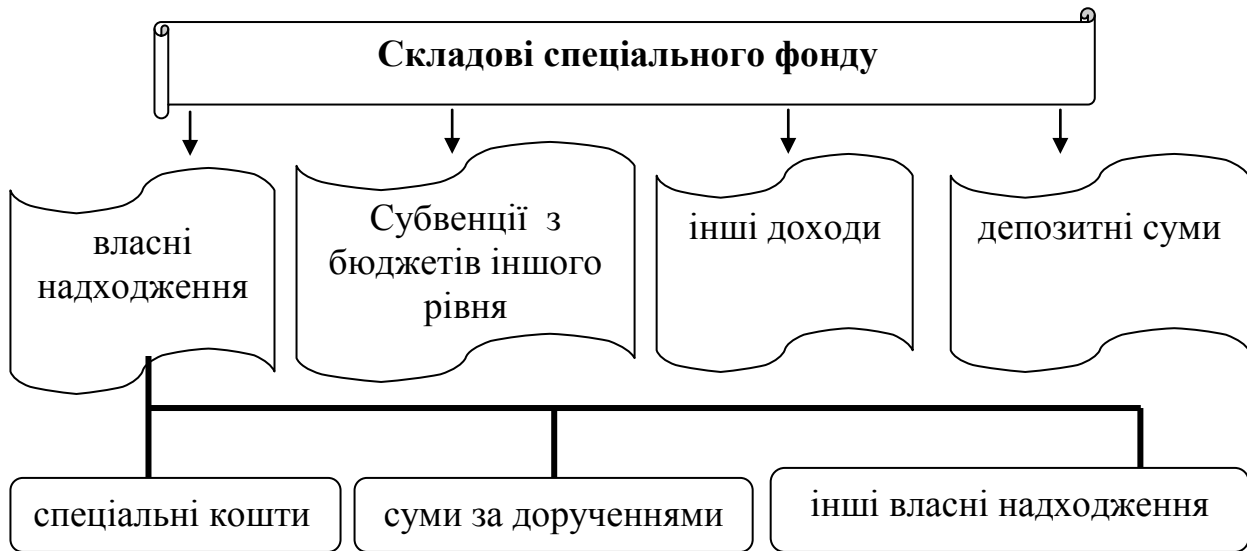 Складові спеціального фонду
власні
надходження
Субвенції з
бюджетів іншого
рівня
інші доходи
депозитні суми
спеціальні кошти
суми за дорученнями
інші власні надходження